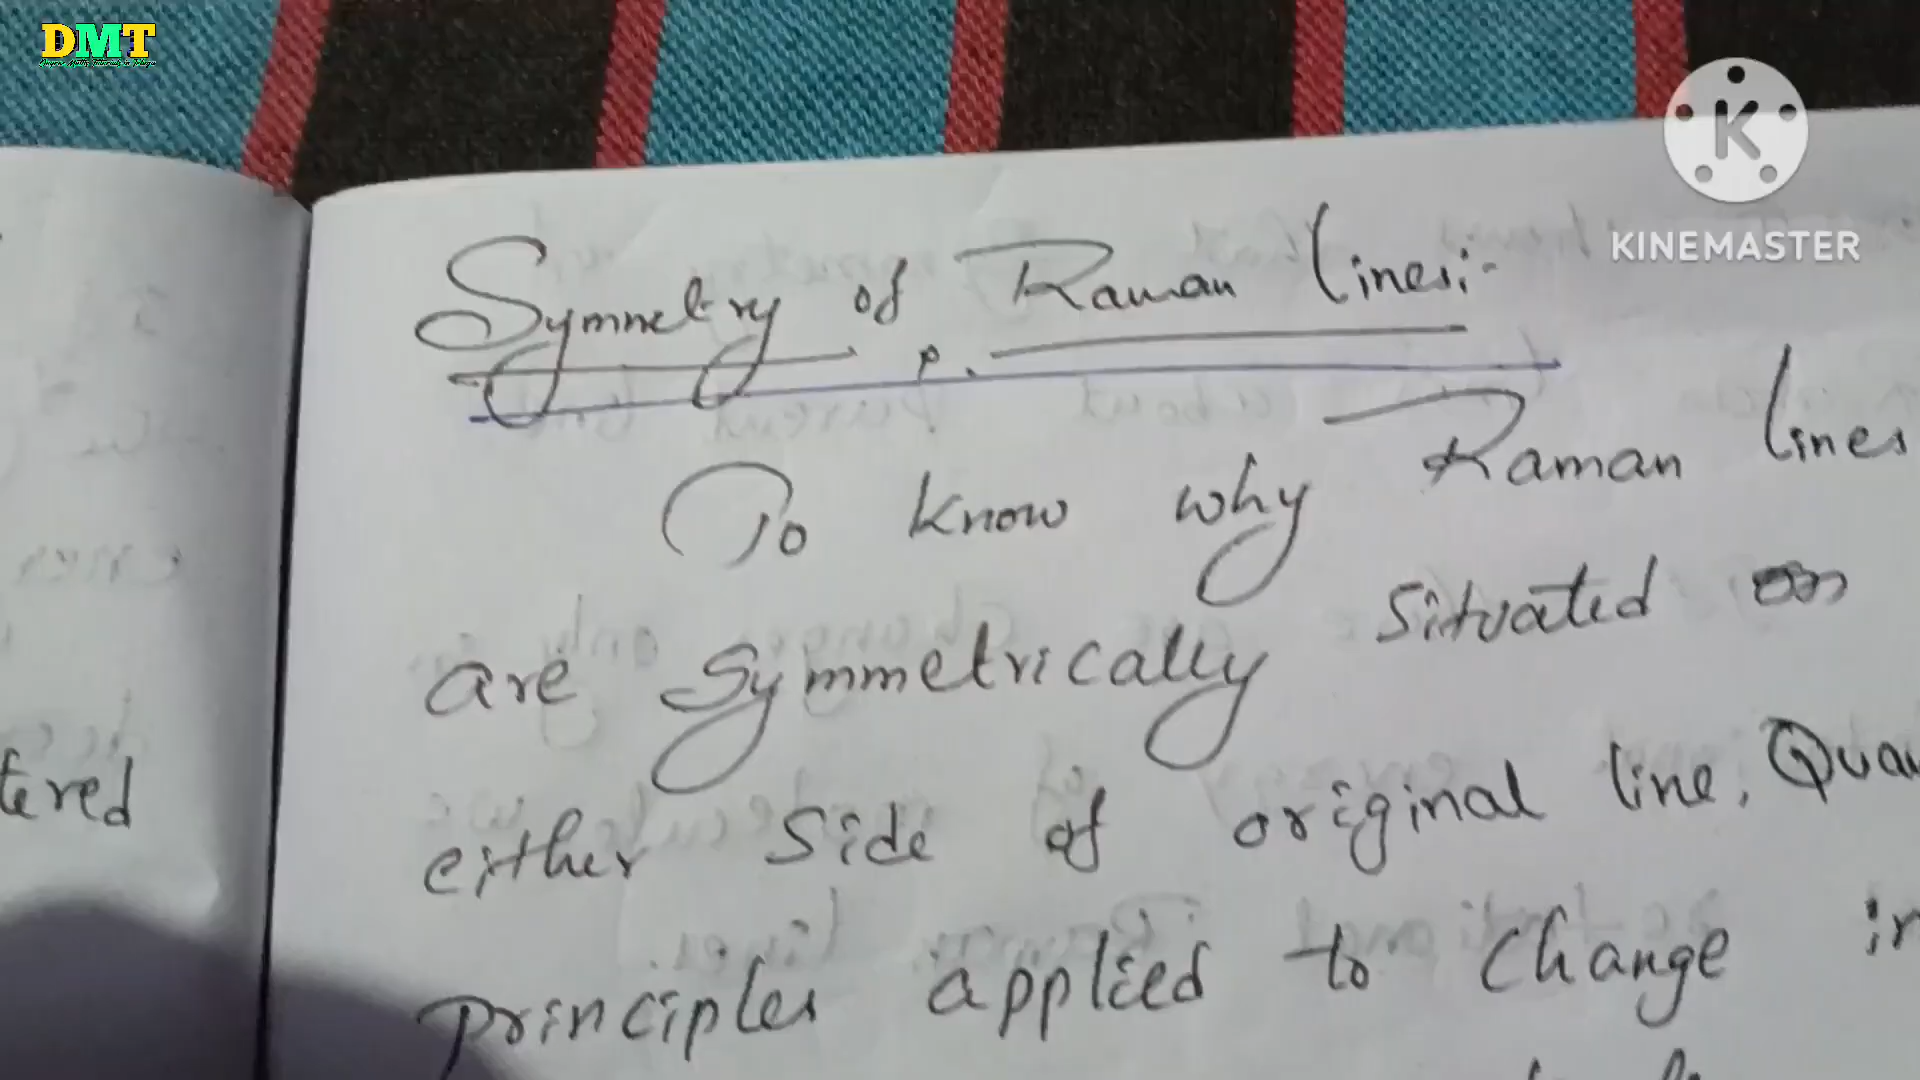 DMT
KINEMASTER
Symmetry of Raman lines:-
To know why Raman lines
are symmetrically situated on
either side of original line. Quan
principles applied to change in
tered